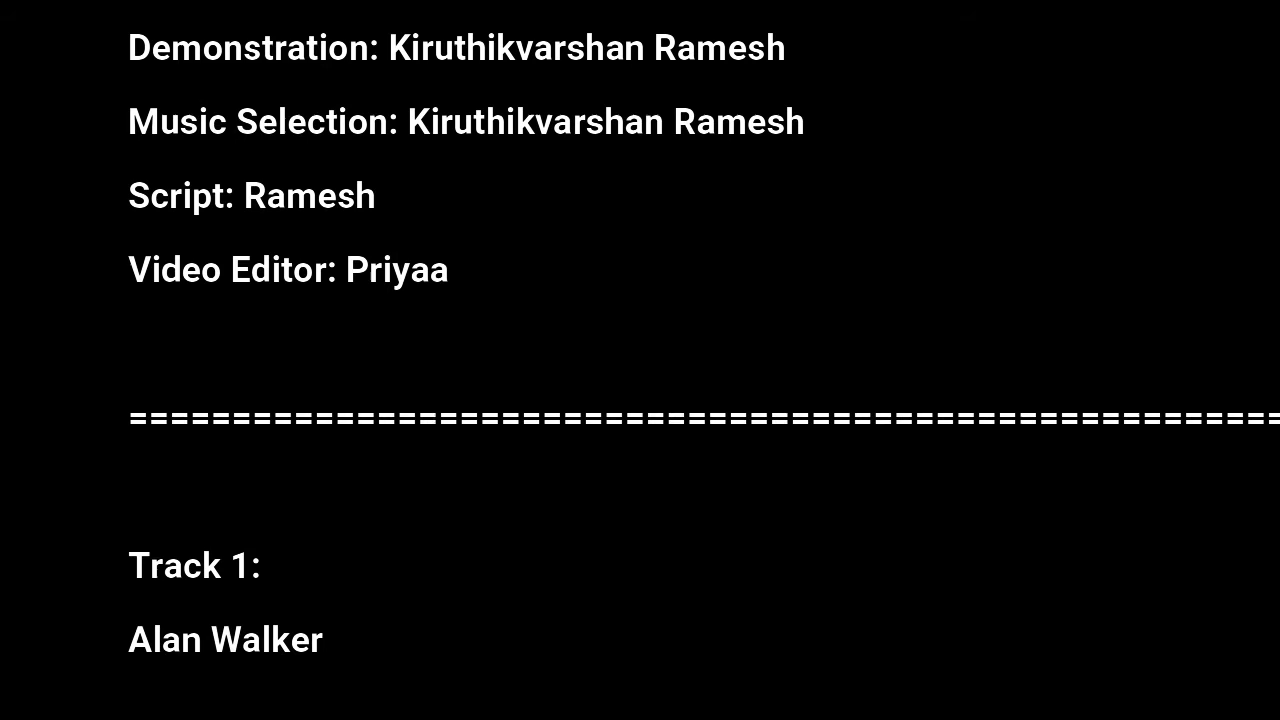 Demonstration: Kiruthikvarshan Ramesh
Music Selection: Kiruthikvarshan Ramesh
Script: Ramesh
Video Editor: Priyaa
========================================================
Track 1:
Alan Walker